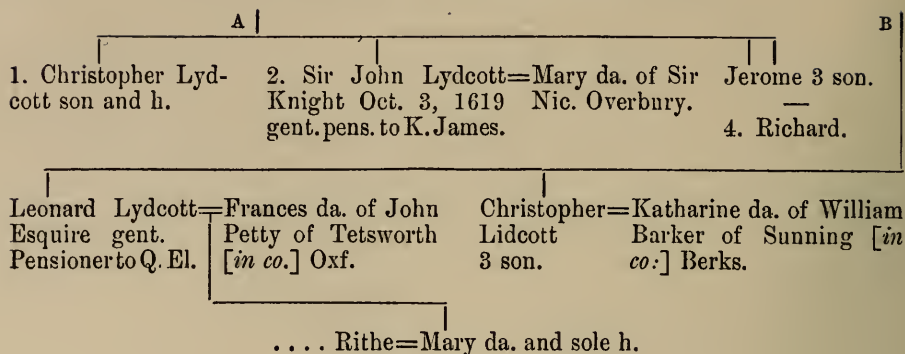 A B
1. Christopher Lyd-
cott son and h.
2. Sir John Lydcott=Mary da. of Sir
Knight Oct. 3, 1619 Nic. Overbury.
gent. pens. to K. James.
Jerome 3 son.
—
4. Richard.
Leonard Lydcott=Frances da. of John
Esquire gent. Petty of Tetsworth
Pensioner to Q. El. [in co.] Oxf.
Christopher=Katharine da. of William
Lidcott Barker of Sunning [in
3 son. co:] Berks.
. . . . Rithe=Mary da. and sole h.